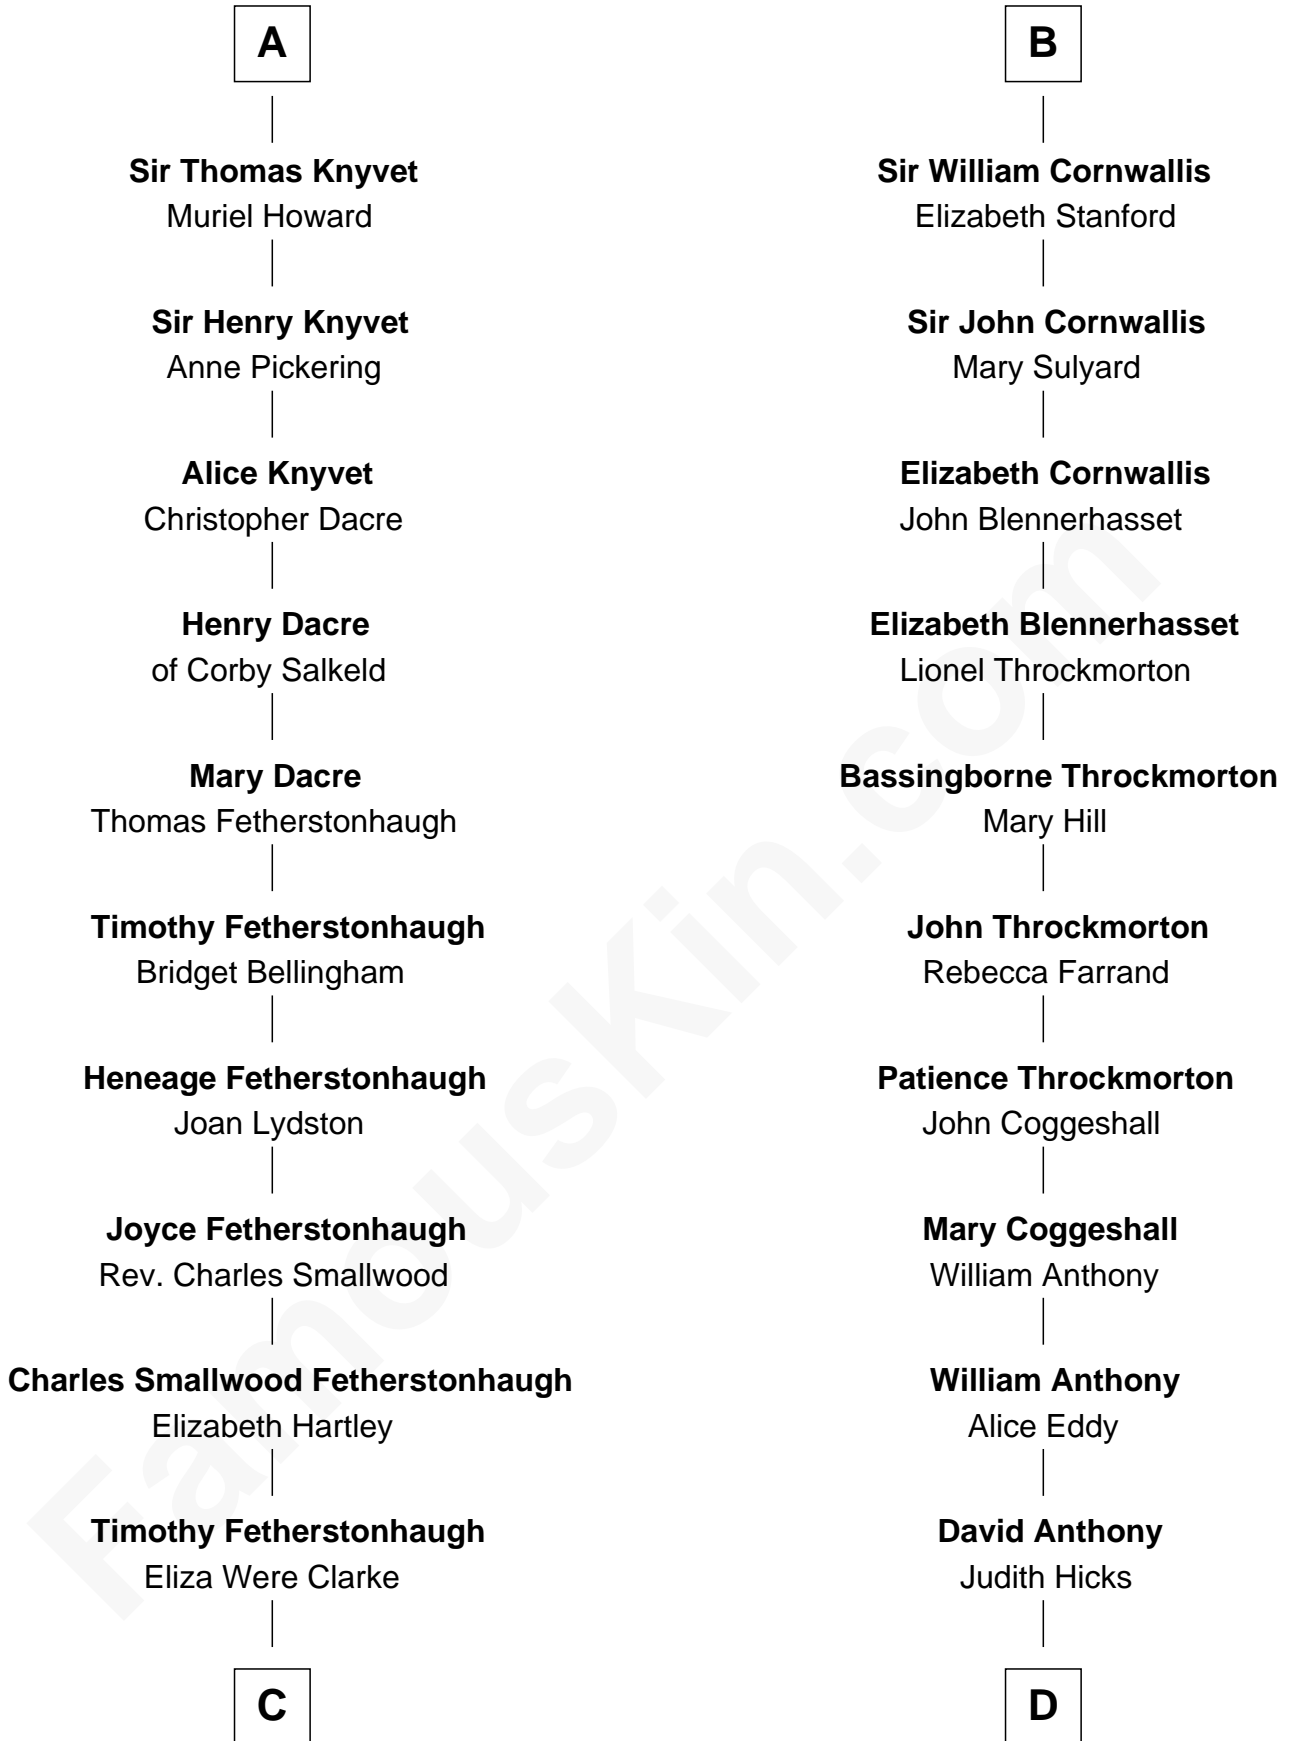 A
Sir Thomas Knyvet
Muriel Howard
Sir Henry Knyvet
Anne Pickering
Alice Knyvet
Christopher Dacre
Henry Dacre
of Corby Salkeld
Mary Dacre
Thomas Fetherstonhaugh
Timothy Fetherstonhaugh
Bridget Bellingham
Heneage Fetherstonhaugh
Joan Lydston
Joyce Fetherstonhaugh
Rev. Charles Smallwood
Charles Smallwood Fetherstonhaugh
Elizabeth Hartley
Timothy Fetherstonhaugh
Eliza Were Clarke
C
B
Sir William Cornwallis
Elizabeth Stanford
Sir John Cornwallis
Mary Sulyard
Elizabeth Cornwallis
John Blennerhasset
Elizabeth Blennerhasset
Lionel Throckmorton
Bassingborne Throckmorton
Mary Hill
John Throckmorton
Rebecca Farrand
Patience Throckmorton
John Coggeshall
Mary Coggeshall
William Anthony
William Anthony
Alice Eddy
David Anthony
Judith Hicks
D
FamousKin.com